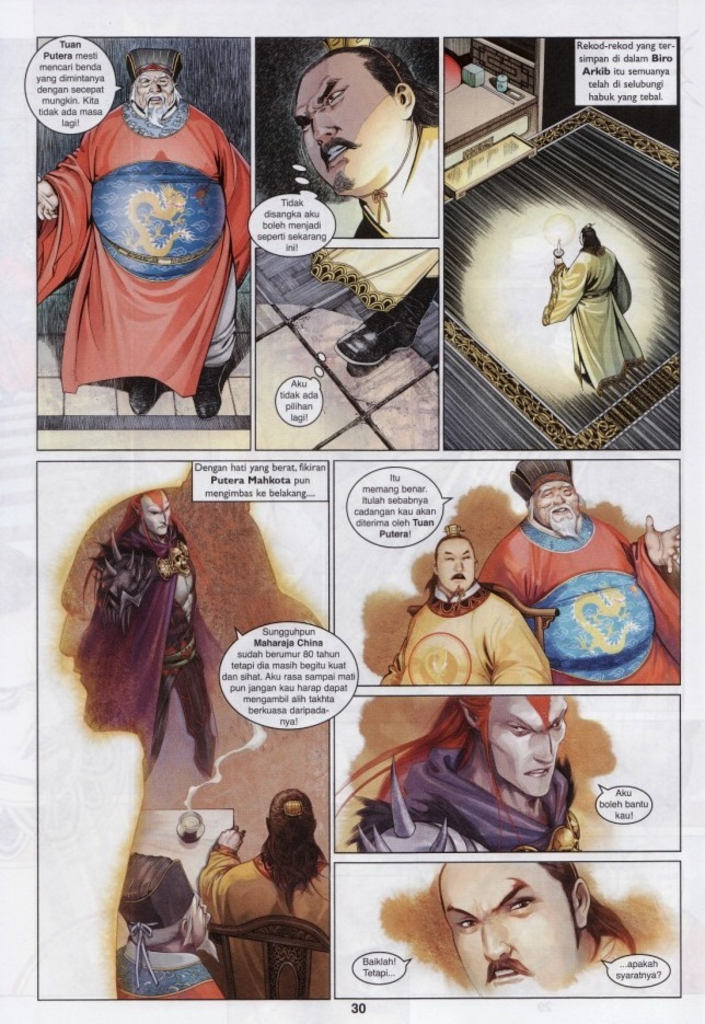 Tuan
Putera mesti
mencari benda
yang dimintanya
dengan secepat
mungkin. Kita
tidak ada masa
lagi!
Tidak
disangka aku
boleh menjadi
seperti sekarang
ini!
Aku
tidak ada
pilihan
lagi!
Rekod-rekod yang ter-
simpan di dalam Biro
Arkib itu semuanya
telah di selubungi
habuk yang tebal.
Dengan hati yang berat, fikiran
Putera Mahkota pun
mengimbas ke belakang....
Sungguhpun
Maharaja China
sudah berumur 80 tahun
tetapi dia masih begitu kuat
dan sihat. Aku rasa sampai mati
pun jangan kau harap dapat
mengambil alih takhta
berkuasa daripada-
nya!
Itu
memang benar.
Itulah sebabnya
cadangan kau akan
diterima oleh Tuan
Putera!
Aku
boleh bantu
kau!
Baiklah!
Tetapi...
...apakah
syaratnya?
30